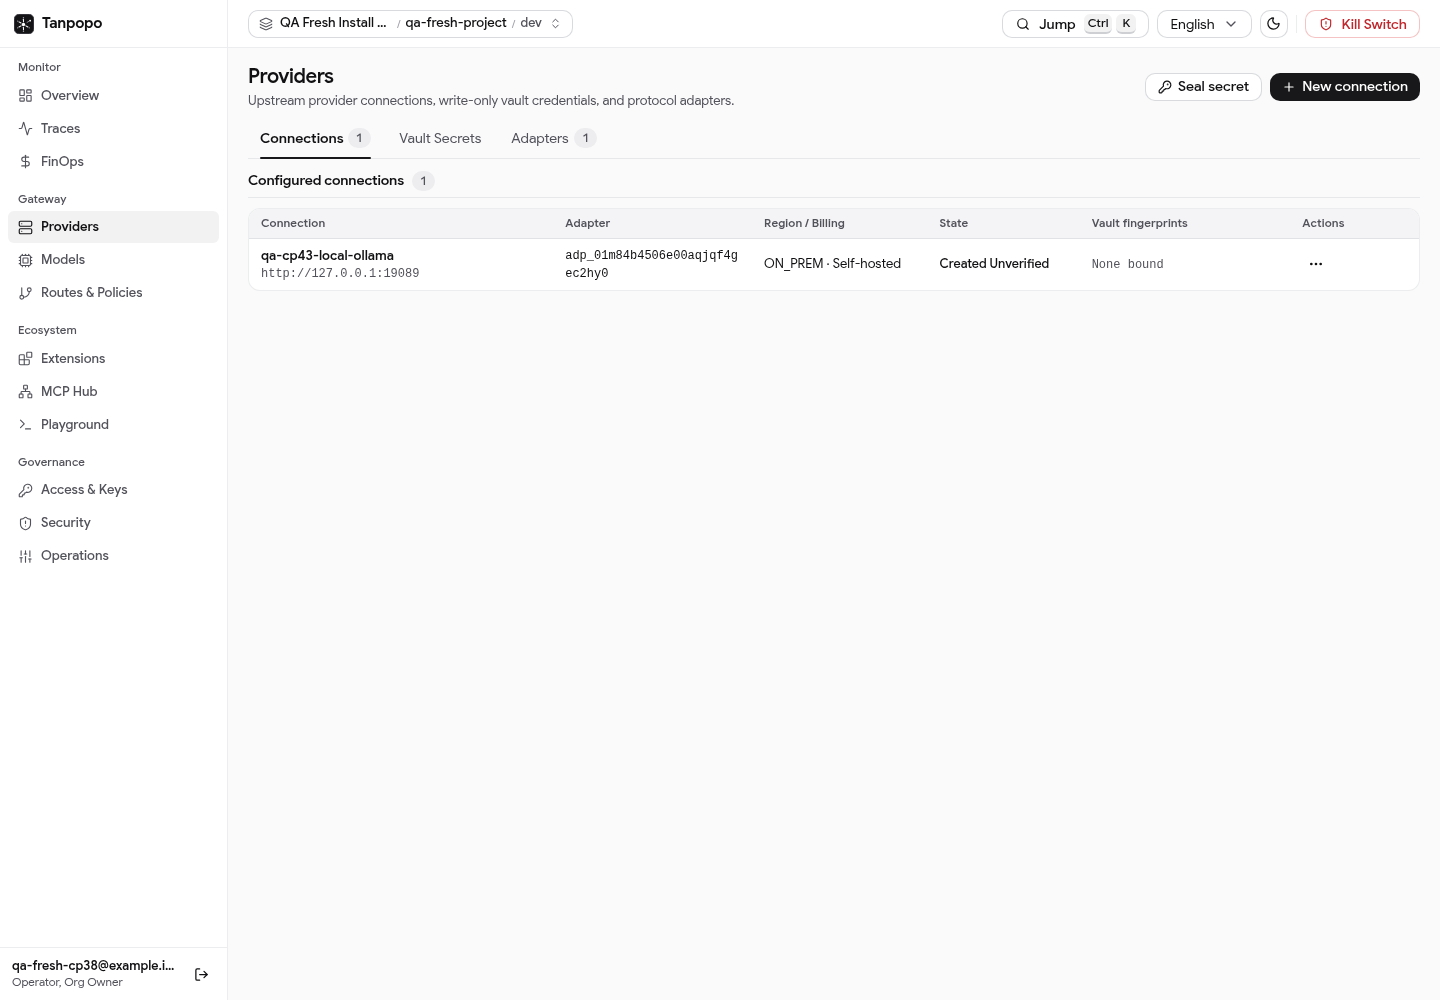 Tanpopo
QA Fresh Install ... / qa-fresh-project / dev
Jump Ctrl K
English
Kill Switch
Monitor
Overview
Traces
FinOps
Gateway
Providers
Models
Routes & Policies
Ecosystem
Extensions
MCP Hub
Playground
Governance
Access & Keys
Security
Operations
qa-fresh-cp38@example.i...
Operator, Org Owner
Providers
Upstream provider connections, write-only vault credentials, and protocol adapters.
Seal secret
New connection
Connections 1
Vault Secrets
Adapters 1
Configured connections 1
Connection Adapter Region / Billing State Vault fingerprints Actions
qa-cp43-local-ollama
http://127.0.0.1:19089
adp_01m84b4506e00aqjqf4g
ec2hy0
ON_PREM · Self-hosted
Created Unverified
None bound